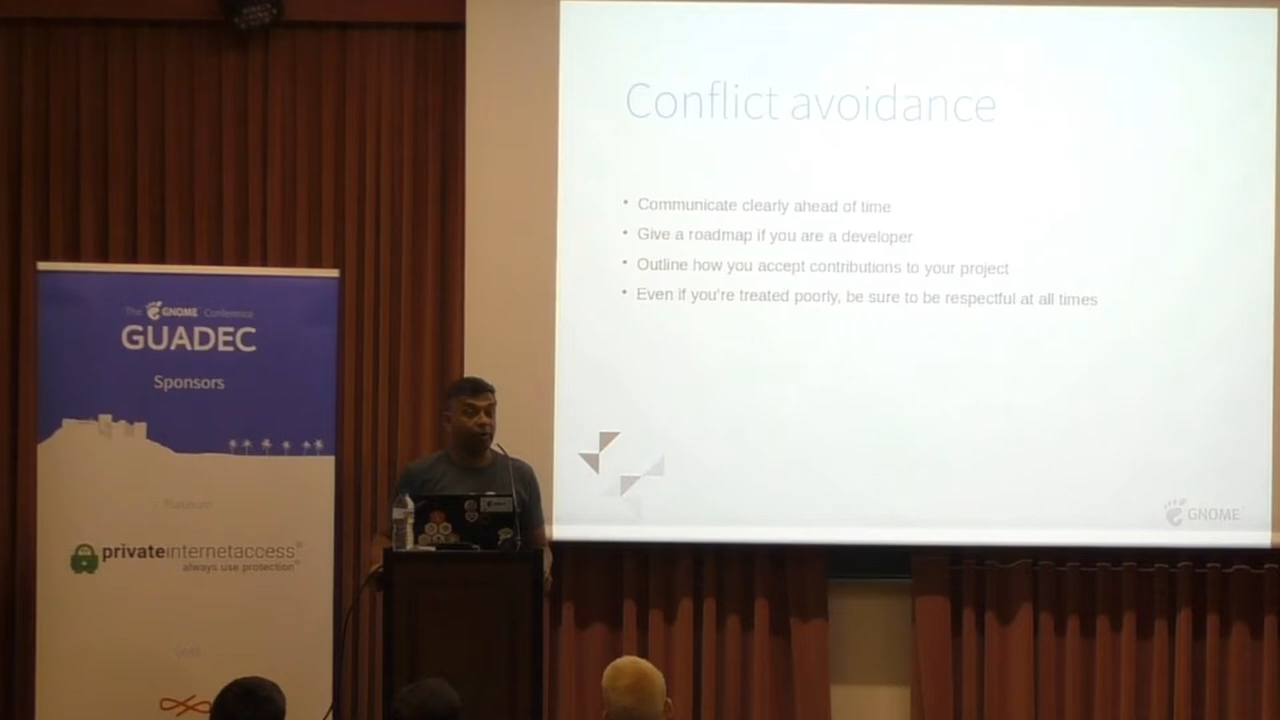 Conflict avoidance
• Communicate clearly ahead of time
• Give a roadmap if you are a developer
• Outline how you accept contributions to your project
• Even if you're treated poorly, be sure to be respectful at all times
GNOME
The GNOME Conference
GUADEC
Sponsors
Platinum
privateinternetaccess®
always use protection®
Gold